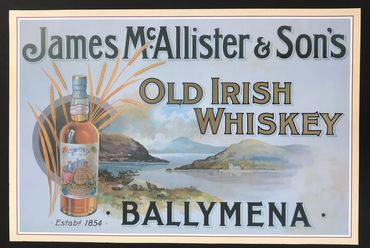 James McAllister & Son's
OLD IRISH
WHISKEY
· Estabd 1854 ·
· BALLYMENA ·